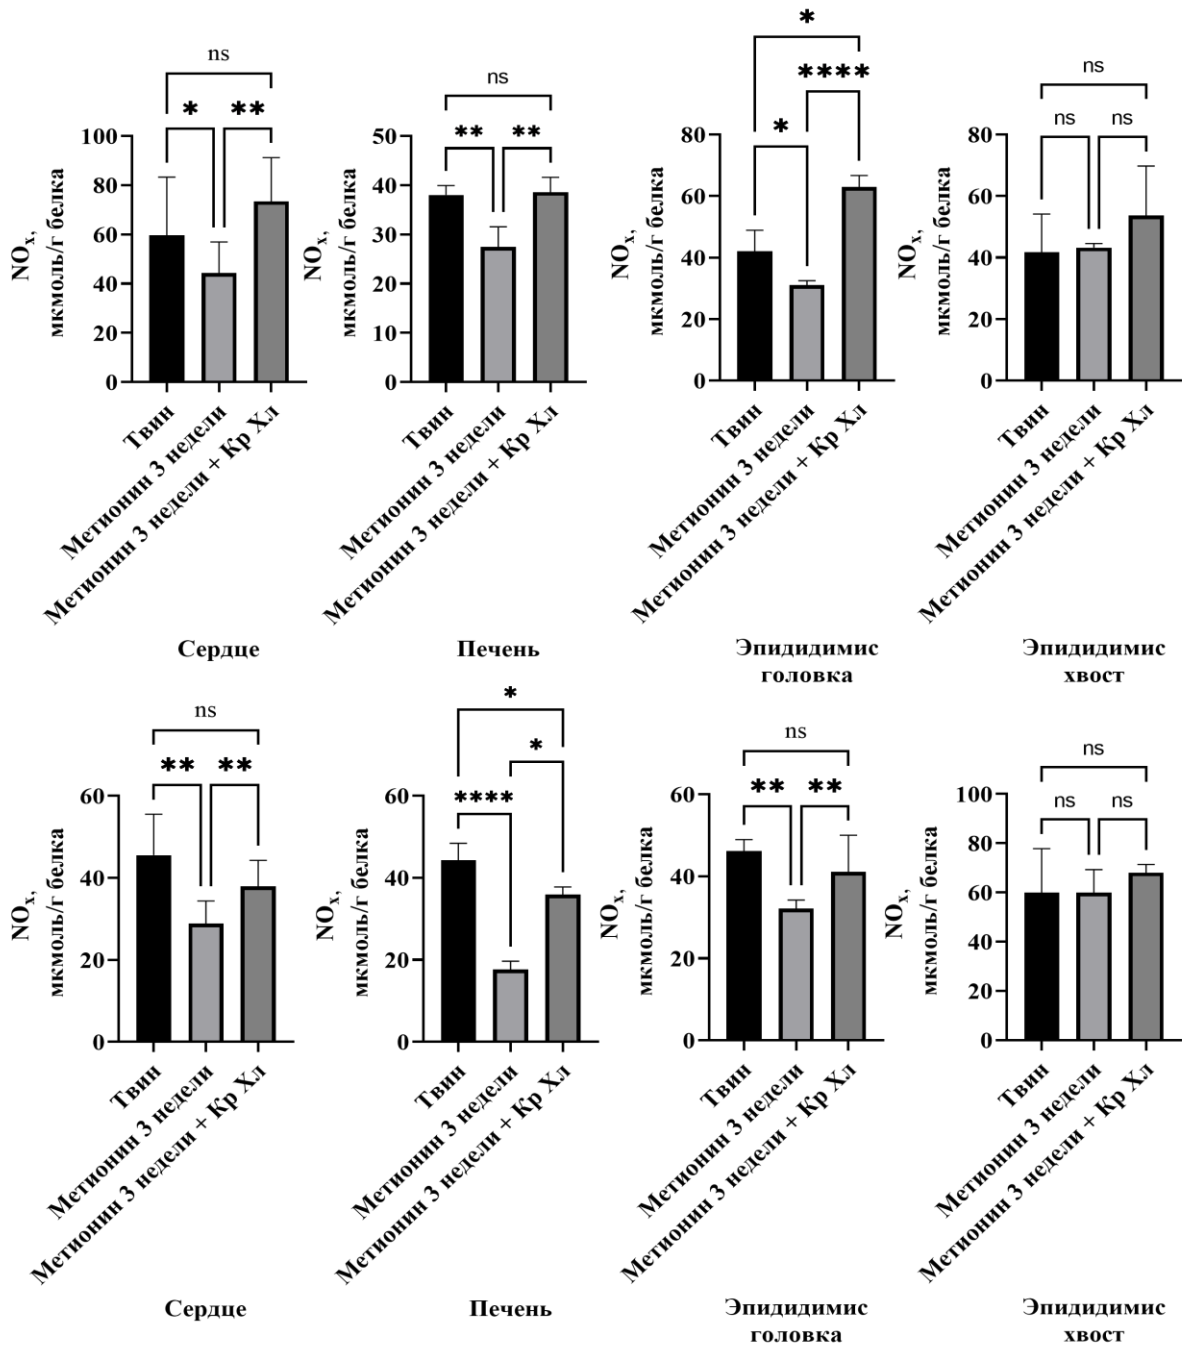 ns
* **
100
80
60
40
20
0
NOx,
мкмоль/г белка
Твин
Метионин 3 недели
Метионин 3 недели + Кр Хл
Сердце
ns
** **
50
40
30
20
10
0
NOx,
мкмоль/г белка
Твин
Метионин 3 недели
Метионин 3 недели + Кр Хл
Печень
*
****
*
80
60
40
20
0
NOx,
мкмоль/г белка
Твин
Метионин 3 недели
Метионин 3 недели + Кр Хл
Эпидидимис
головка
ns
ns ns
80
60
40
20
0
NOx,
мкмоль/г белка
Твин
Метионин 3 недели
Метионин 3 недели + Кр Хл
Эпидидимис
хвост
ns
** **
60
40
20
0
NOx,
мкмоль/г белка
Твин
Метионин 3 недели
Метионин 3 недели + Кр Хл
Сердце
*
*
****
60
40
20
0
NOx,
мкмоль/г белка
Твин
Метионин 3 недели
Метионин 3 недели + Кр Хл
Печень
ns
** **
60
40
20
0
NOx,
мкмоль/г белка
Твин
Метионин 3 недели
Метионин 3 недели + Кр Хл
Эпидидимис
головка
ns
ns ns
100
80
60
40
20
0
NOx,
мкмоль/г белка
Твин
Метионин 3 недели
Метионин 3 недели + Кр Хл
Эпидидимис
хвост